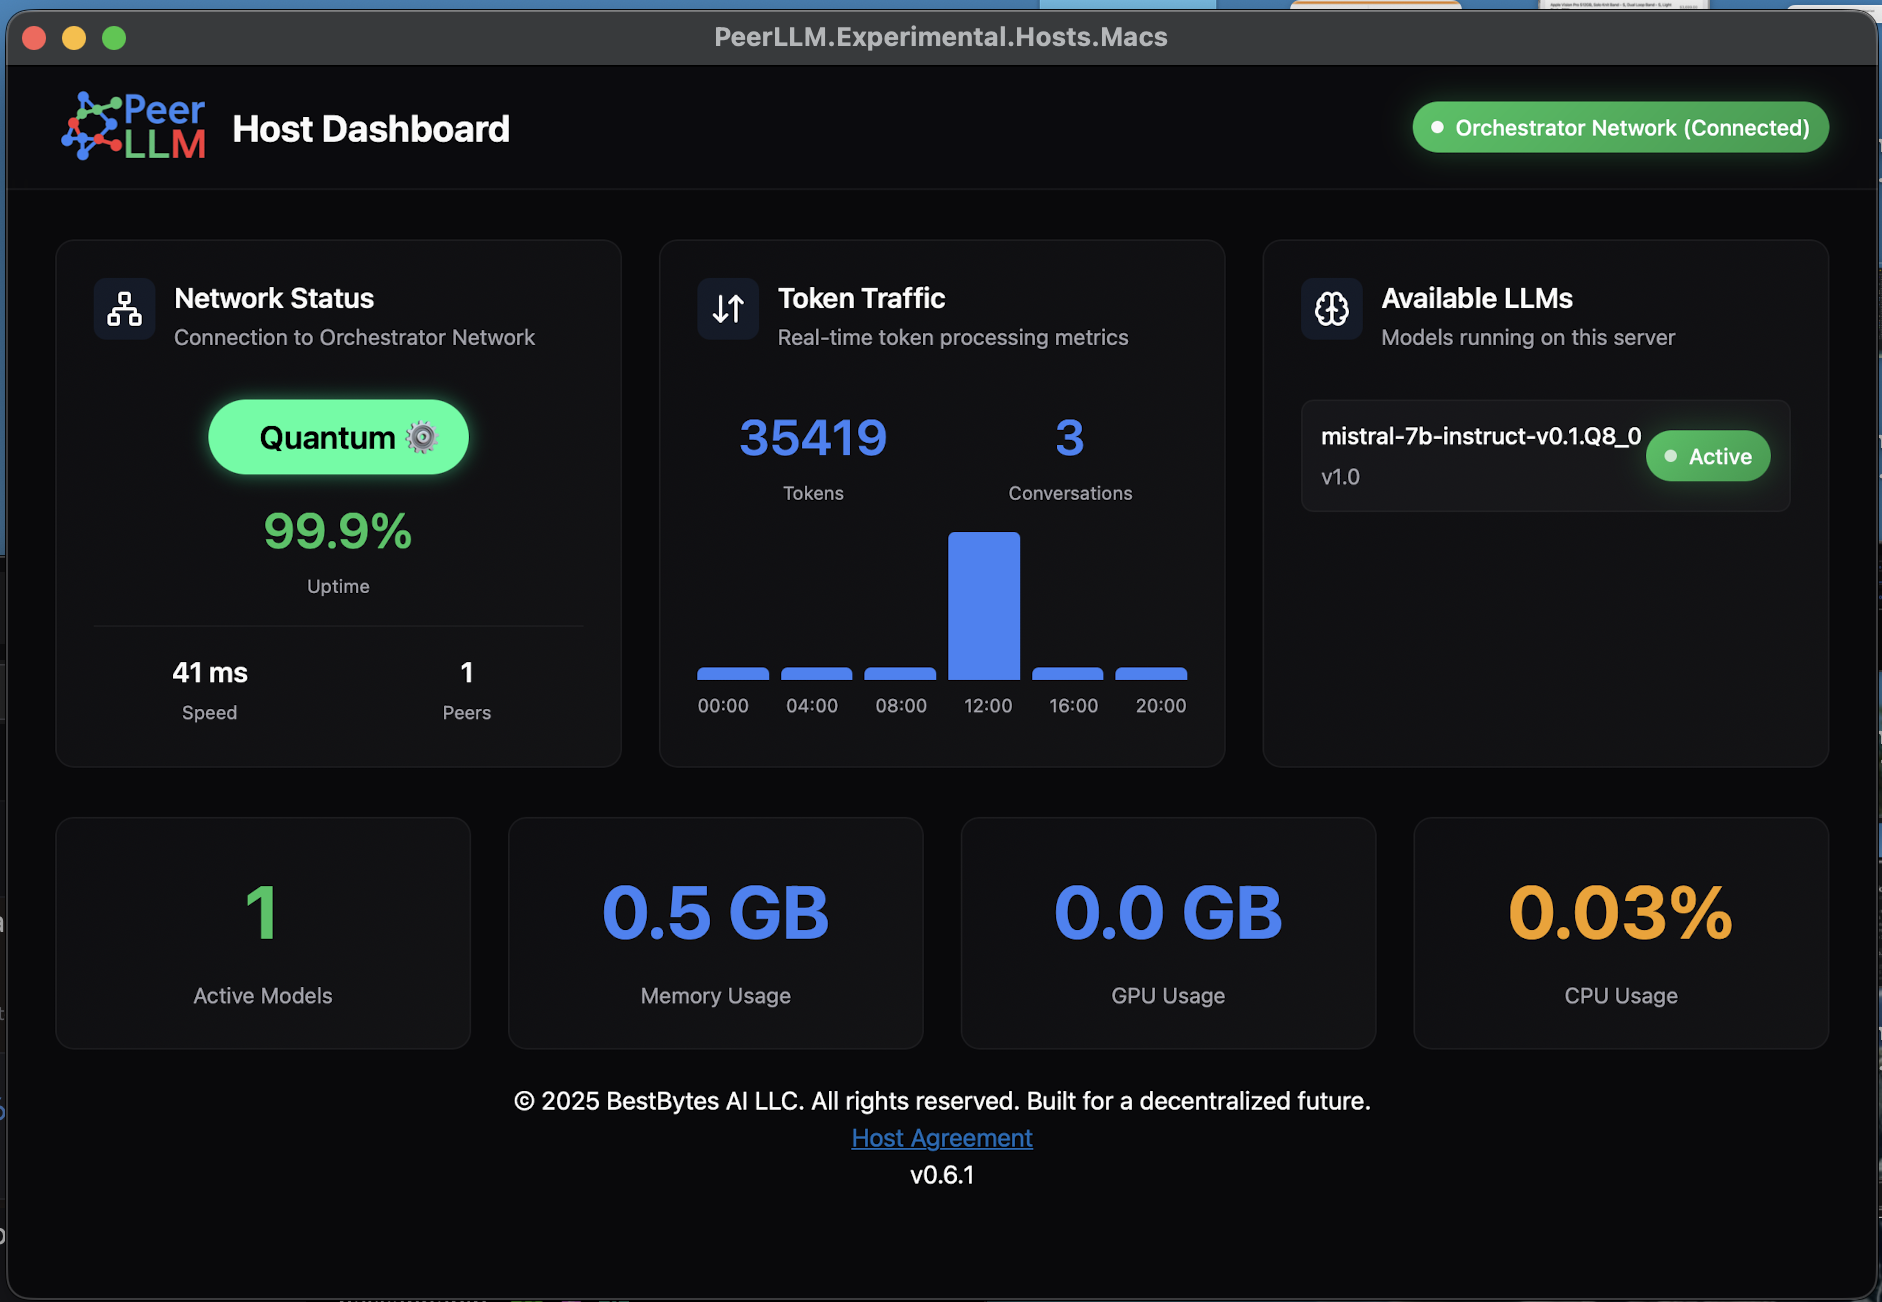 PeerLLM.Experimental.Hosts.Macs
Peer
LLM
Host Dashboard
Orchestrator Network (Connected)
Network Status
Connection to Orchestrator Network
Quantum
99.9%
Uptime
41 ms
Speed
1
Peers
Token Traffic
Real-time token processing metrics
35419
Tokens
3
Conversations
00:00 04:00 08:00 12:00 16:00 20:00
Available LLMs
Models running on this server
mistral-7b-instruct-v0.1.Q8_0
v1.0
Active
1
Active Models
0.5 GB
Memory Usage
0.0 GB
GPU Usage
0.03%
CPU Usage
© 2025 BestBytes AI LLC. All rights reserved. Built for a decentralized future.
Host Agreement
v0.6.1